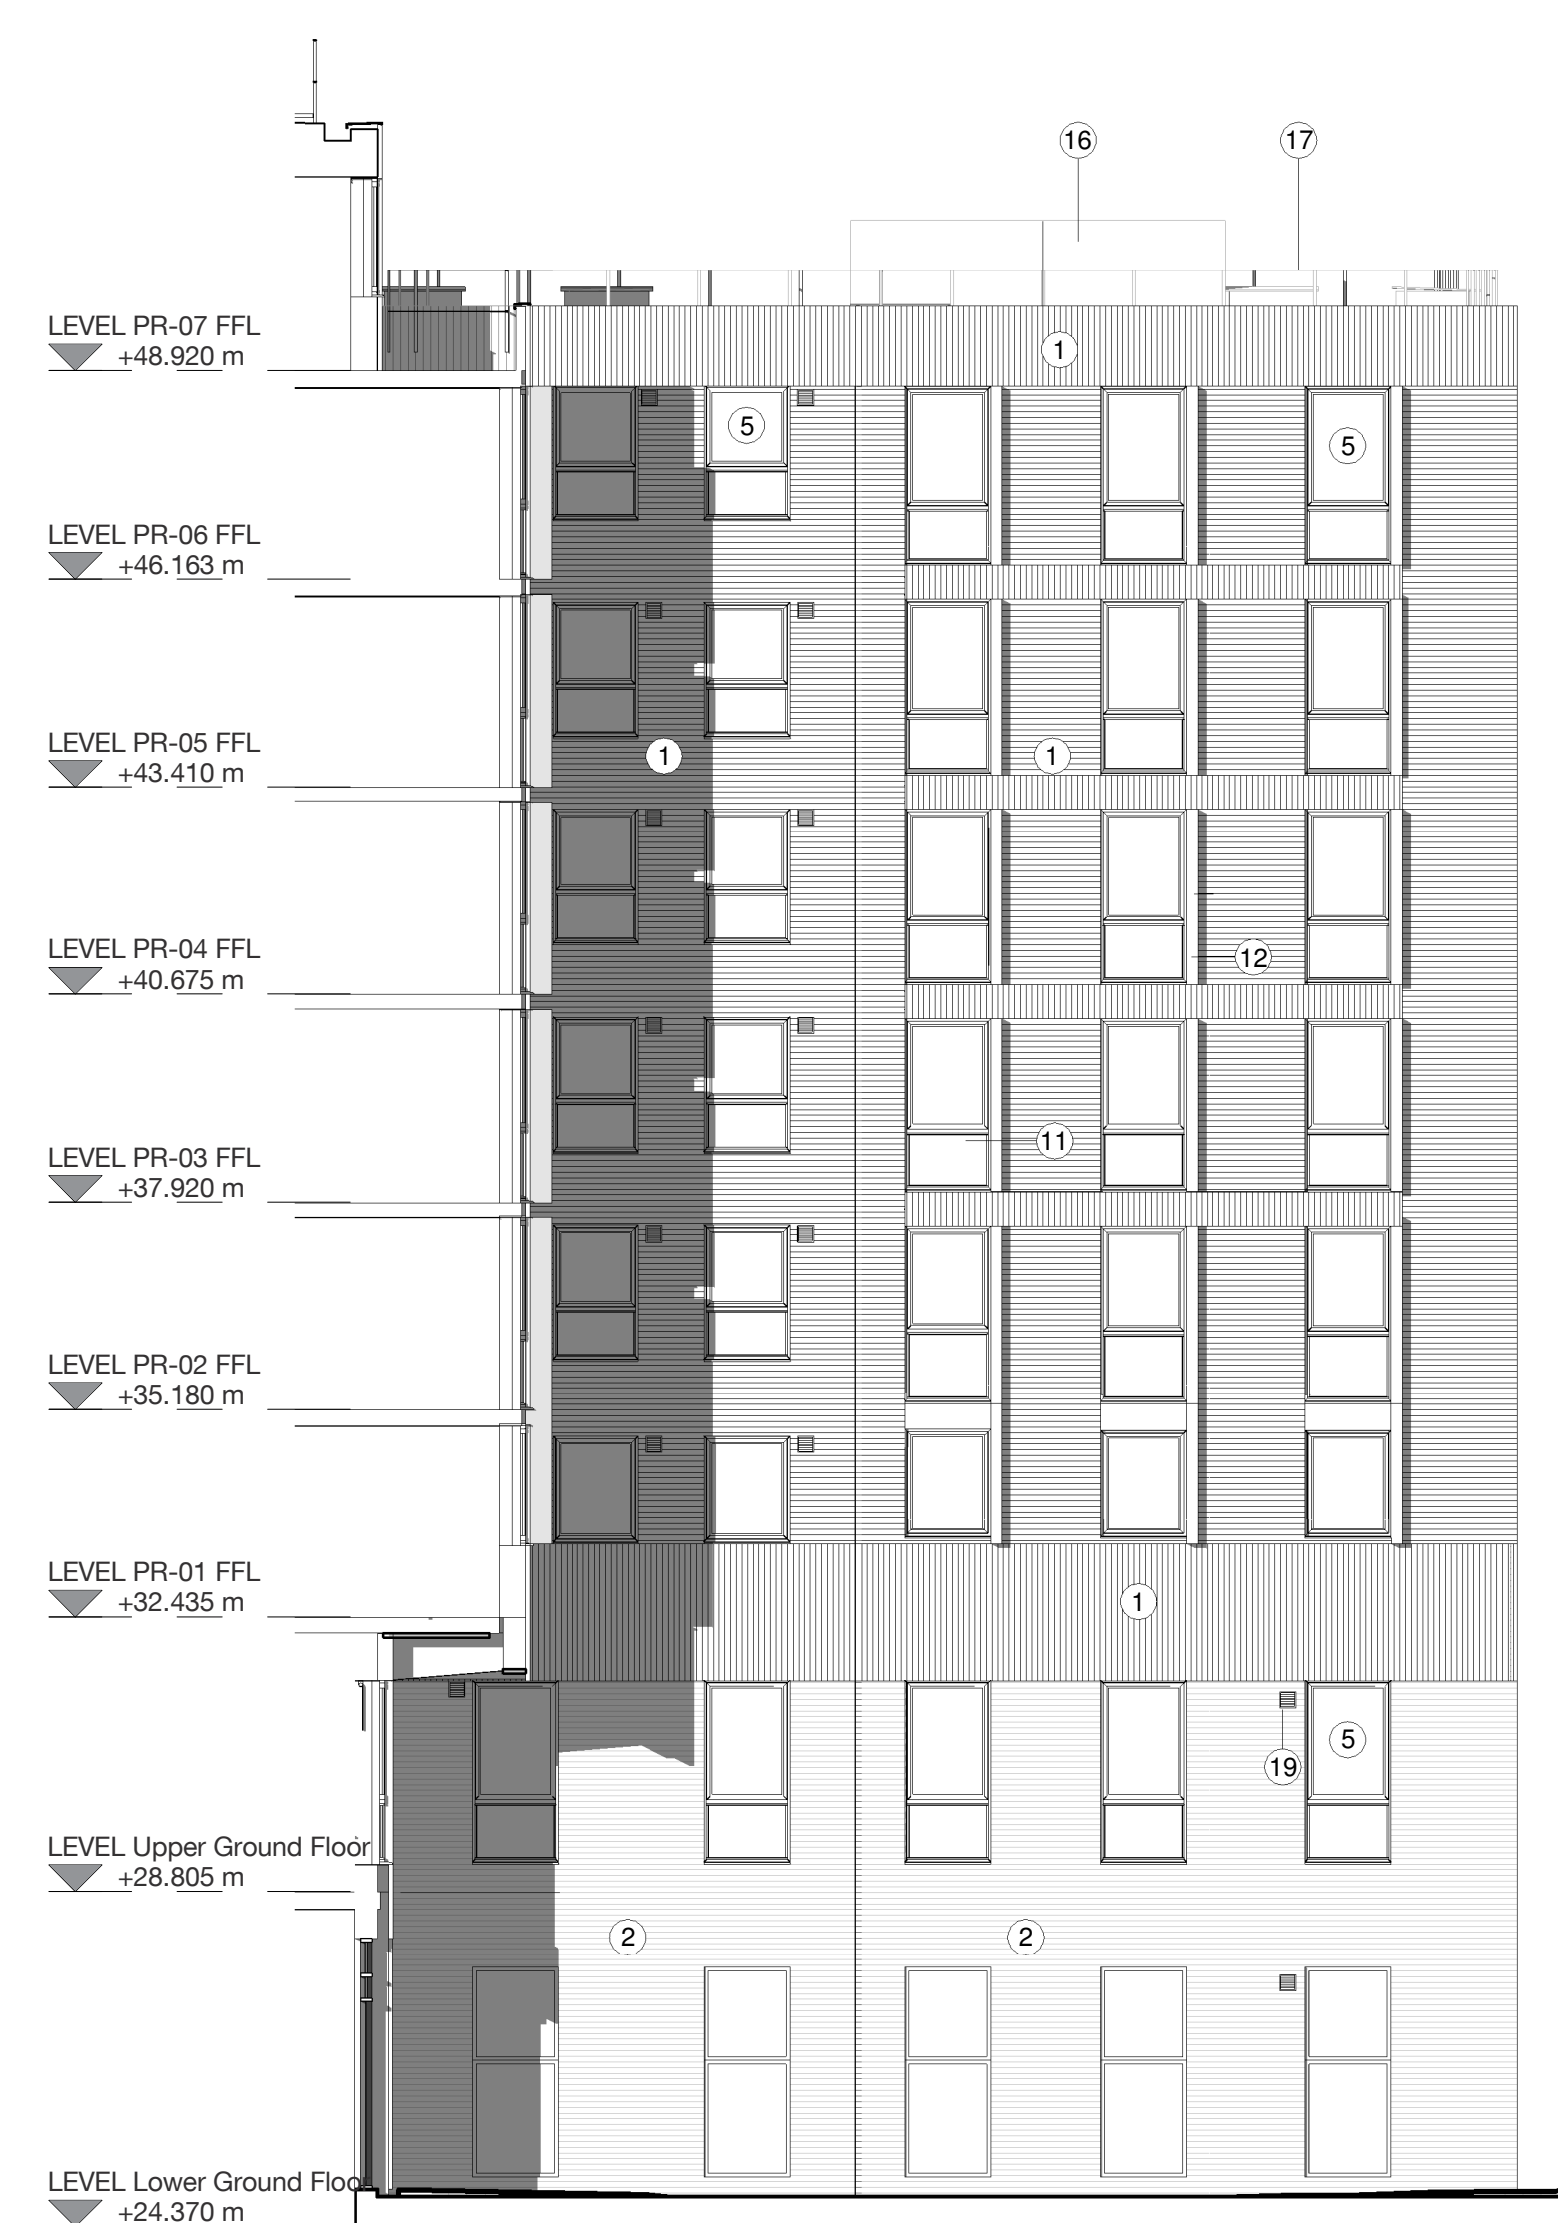 16
17
LEVEL PR-07 FFL
+48.920 m
1
5
5
LEVEL PR-06 FFL
+46.163 m
LEVEL PR-05 FFL
+43.410 m
1
1
LEVEL PR-04 FFL
+40.675 m
12
LEVEL PR-03 FFL
+37.920 m
11
LEVEL PR-02 FFL
+35.180 m
LEVEL PR-01 FFL
+32.435 m
1
5
19
LEVEL Upper Ground Floor
+28.805 m
2
2
LEVEL Lower Ground Floor
+24.370 m